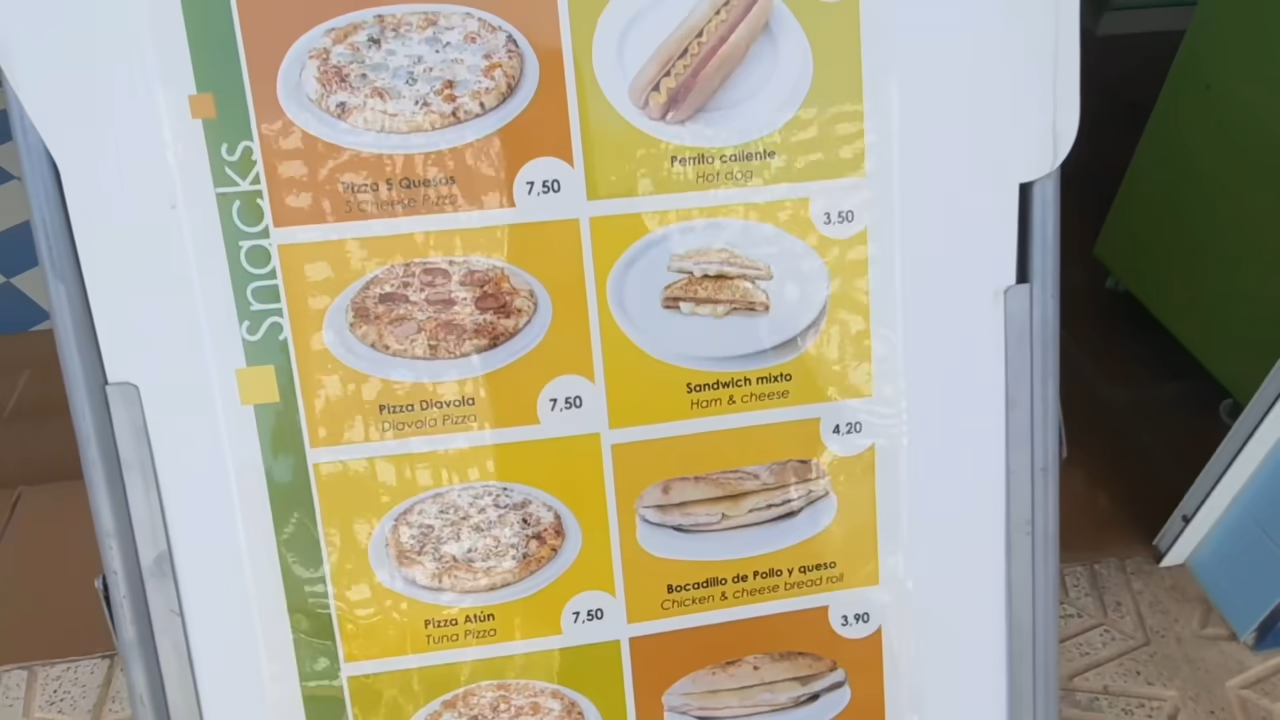 Snacks
Pizza 5 Quesos
5 Cheese Pizza
7,50
Perrito caliente
Hot dog
Pizza Diavola
Diavola Pizza
7,50
3,50
Sandwich mixto
Ham & cheese
Pizza Atún
Tuna Pizza
7,50
4,20
Bocadillo de Pollo y queso
Chicken & cheese bread roll
3,90